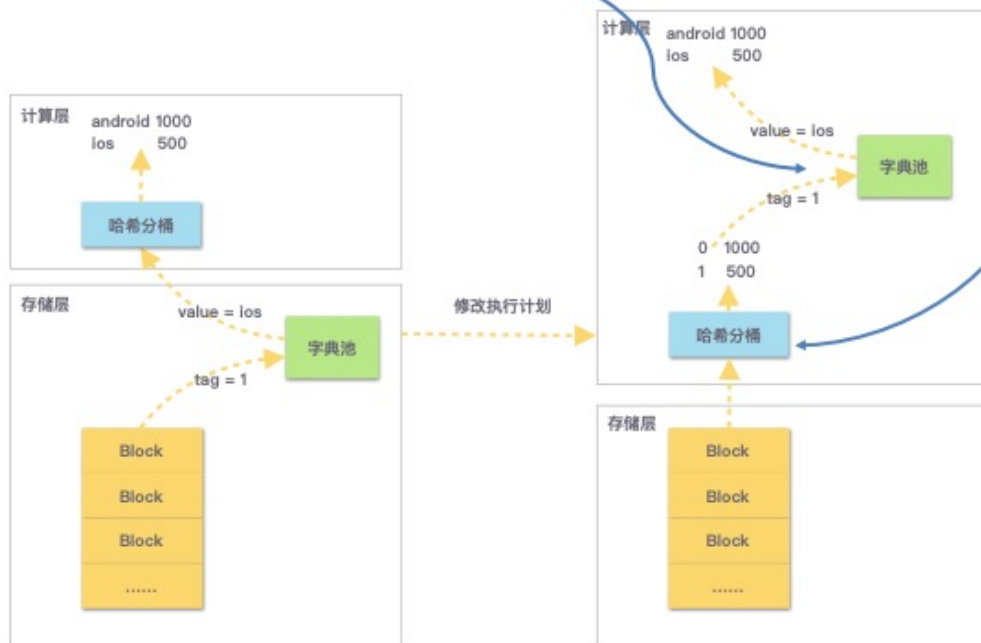 计算层
android 1000
ios 500
哈希分桶
存储层
value = ios
字典池
tag = 1
Block
Block
Block
......
修改执行计划
计算层
android 1000
ios 500
value = ios
字典池
tag = 1
0 1000
1 500
哈希分桶
存储层
Block
Block
Block
......